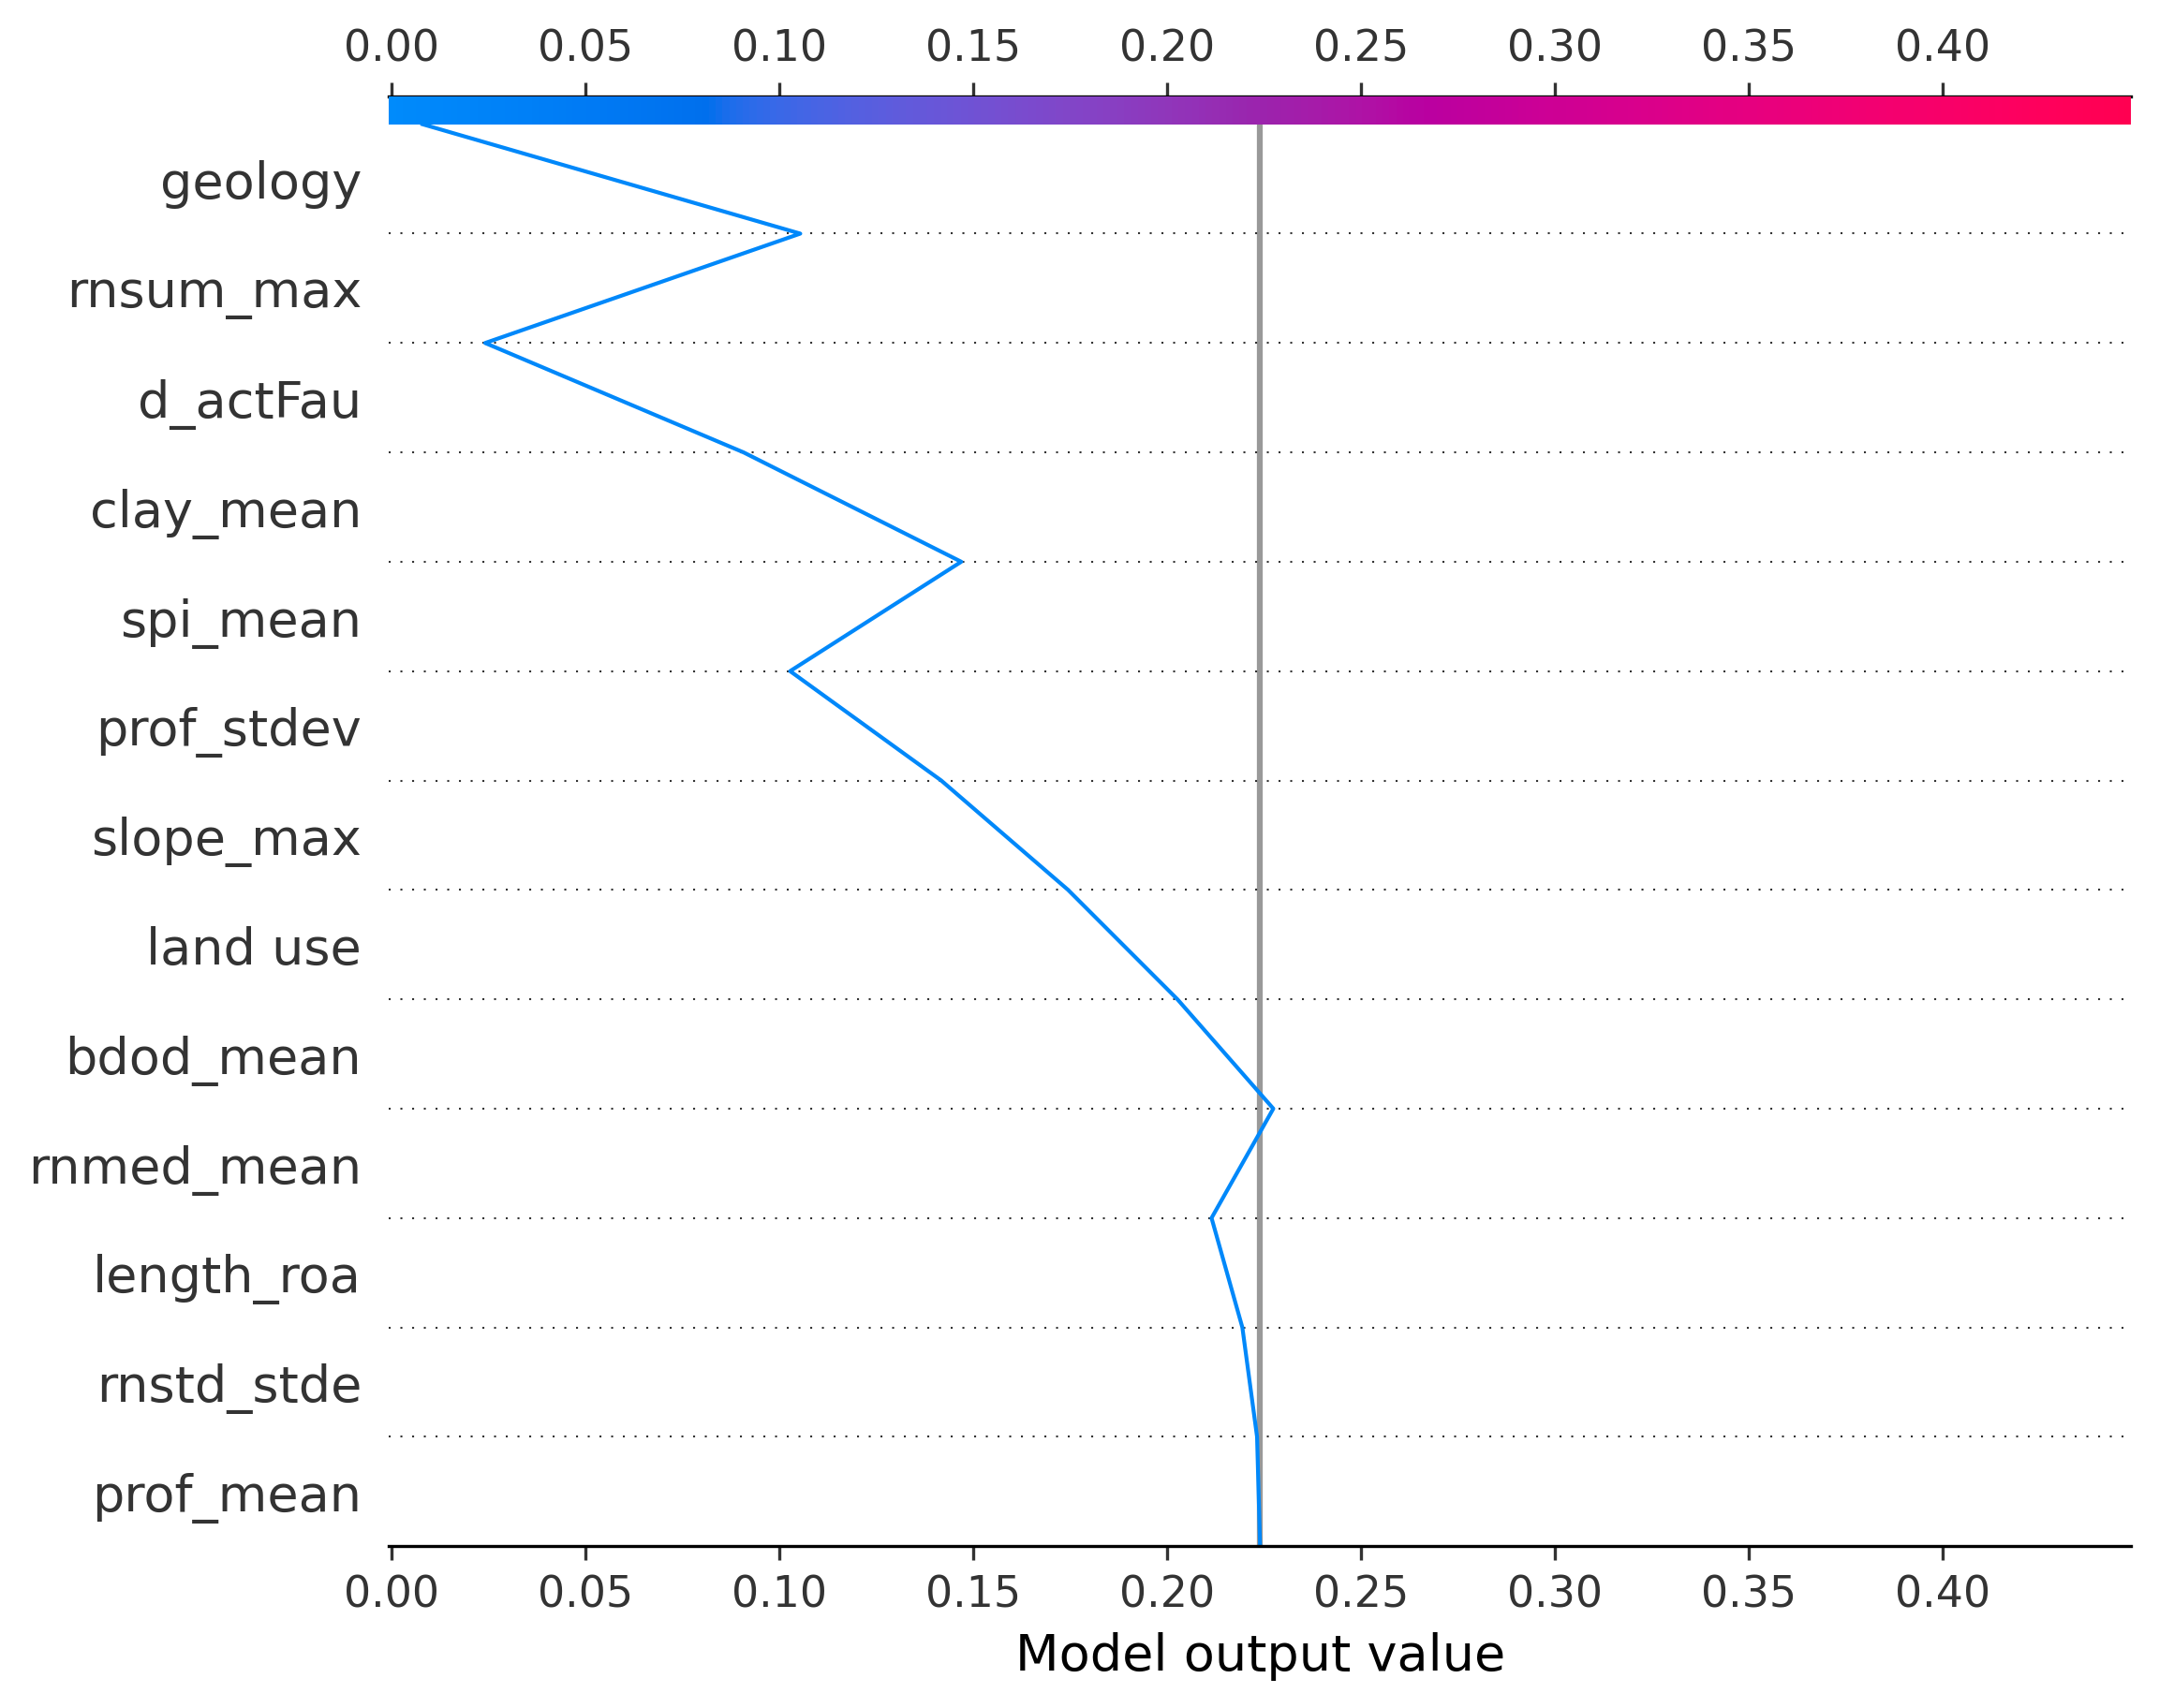 0.00 0.05 0.10 0.15 0.20 0.25 0.30 0.35 0.40
geology
rnsum_max
d_actFau
clay_mean
spi_mean
prof_stdev
slope_max
land use
bdod_mean
rnmed_mean
length_roa
rnstd_stde
prof_mean
0.00 0.05 0.10 0.15 0.20 0.25 0.30 0.35 0.40
Model output value